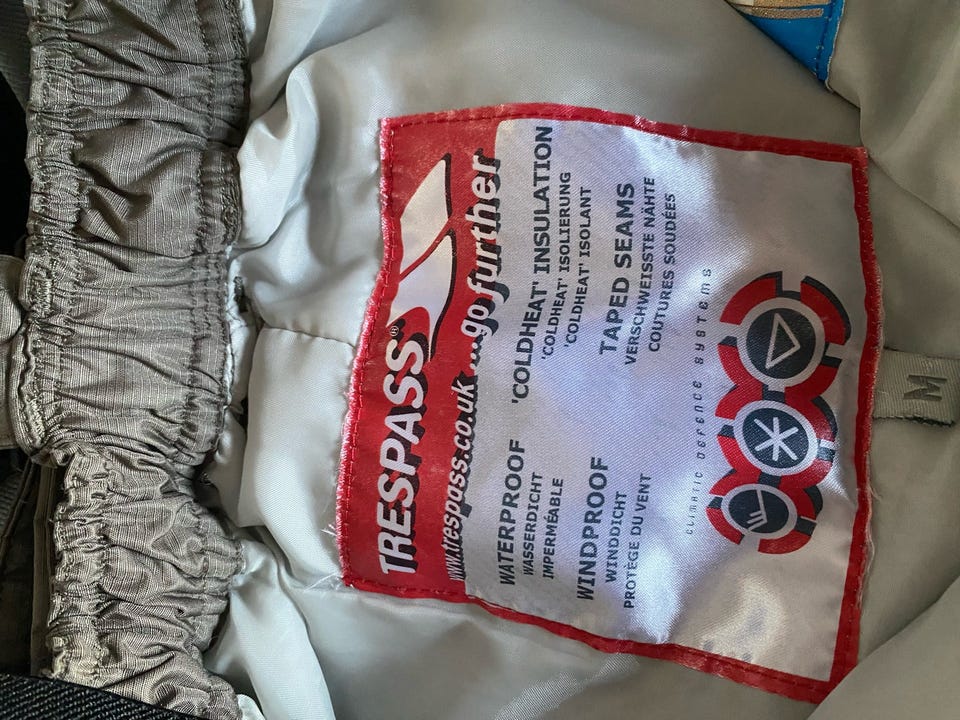 TRESPASS®
www.trespass.co.uk ...go further
WATERPROOF
WASSERDICHT
IMPERMÉABLE
'COLDHEAT' INSULATION
'COLDHEAT' ISOLIERUNG
'COLDHEAT' ISOLANT
WINDPROOF
WINDDICHT
PROTÈGE DU VENT
TAPED SEAMS
VERSCHWEISSTE NÄHTE
COUTURES SOUDÉES
CLIMATIC DEFENCE SYSTEMS
M